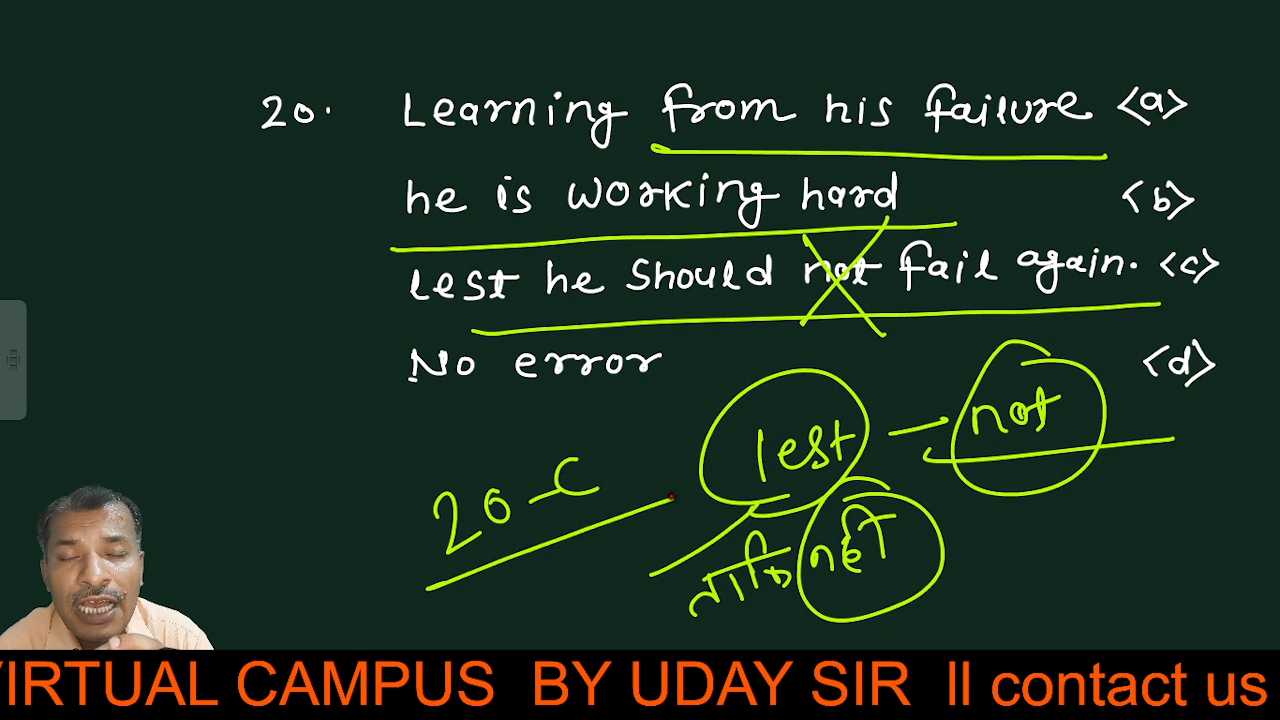 20. Learning from his failure <a>
he is working hard <b>
lest he should not fail again. <c>
No error <d>
lest - not
20-C
ताकि नहीं
VIRTUAL CAMPUS BY UDAY SIR ll contact us